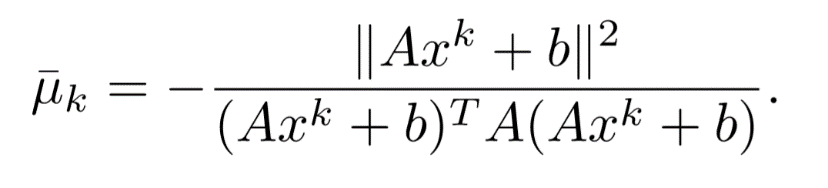 $$\bar{\mu}_k = -\frac{\|Ax^k + b\|^2}{(Ax^k + b)^T A(Ax^k + b)}.$$